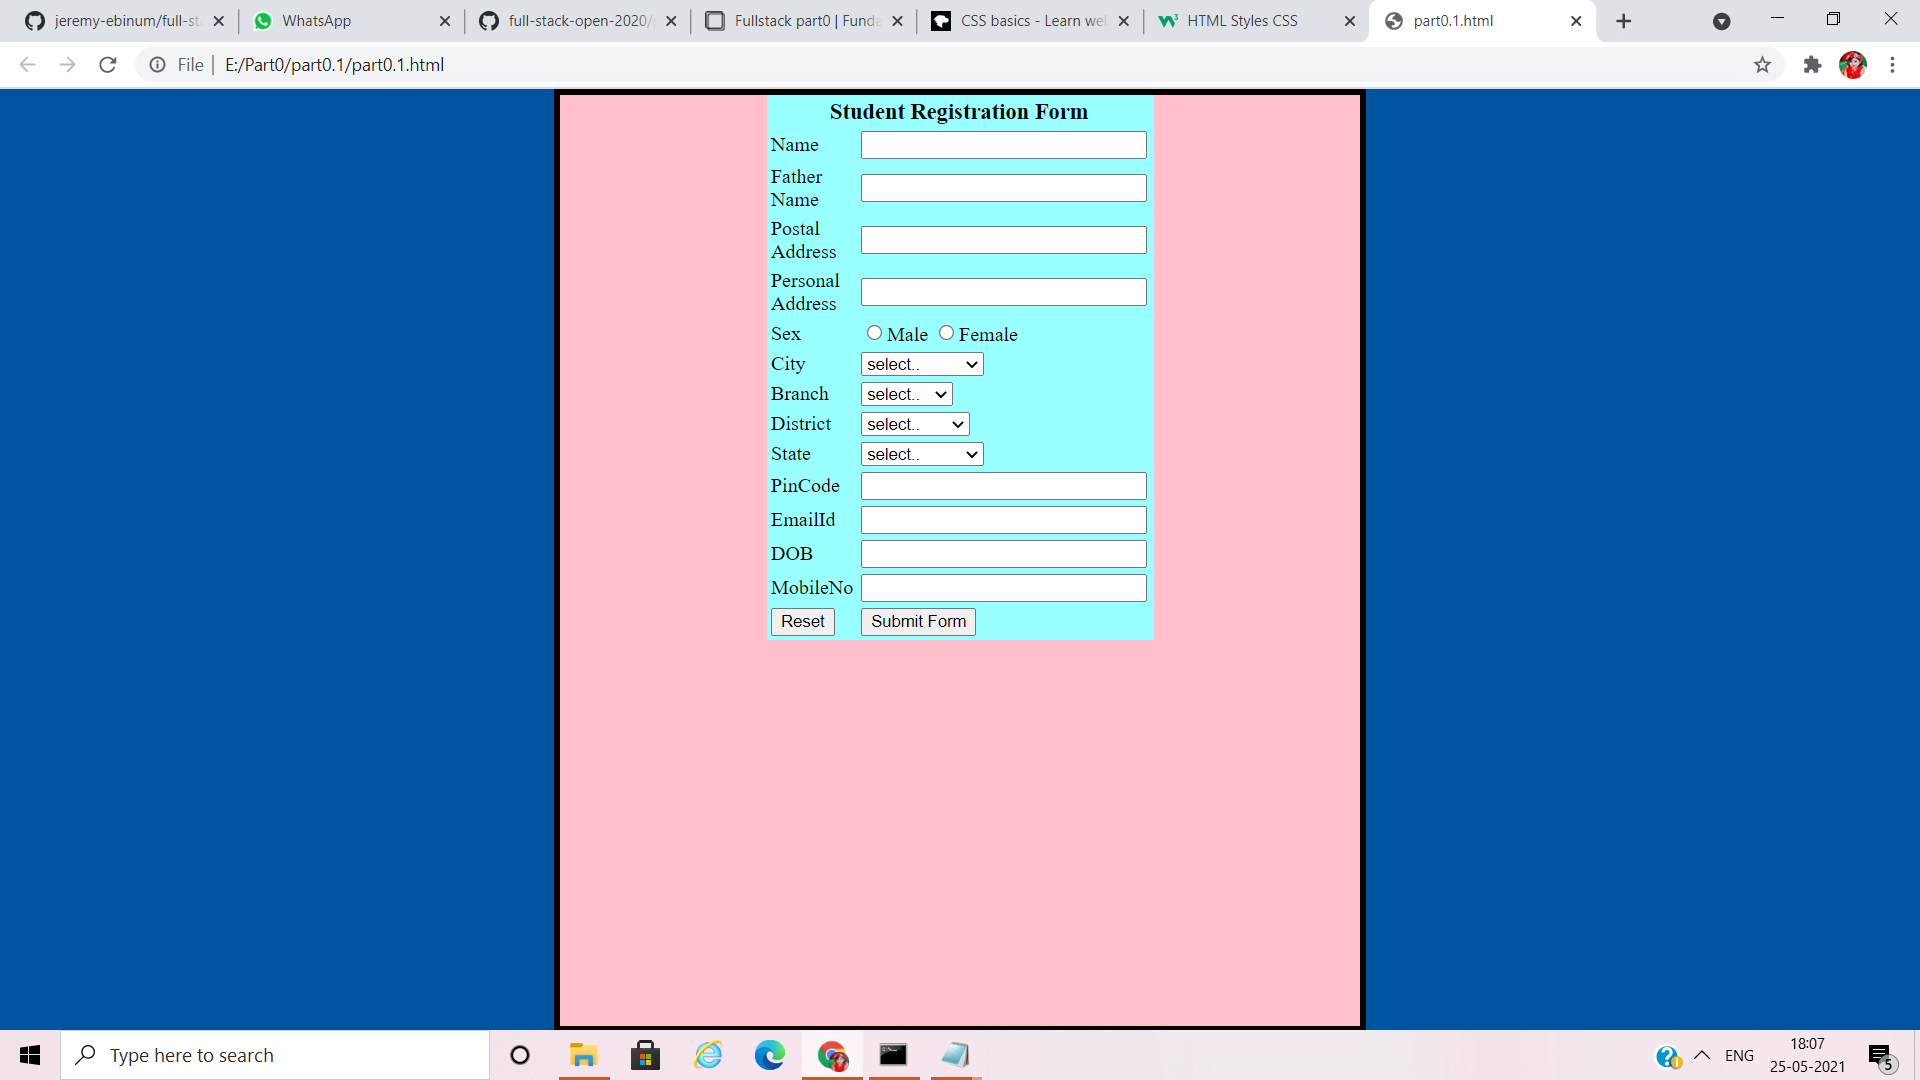 jeremy-ebinum/full-sta
WhatsApp
full-stack-open-2020/
Fullstack part0 | Funda
CSS basics - Learn wel
HTML Styles CSS
part0.1.html
File | E:/Part0/part0.1/part0.1.html
Student Registration Form
Name
Father
Name
Postal
Address
Personal
Address
Sex Male Female
City select..
Branch select..
District select..
State select..
PinCode
EmailId
DOB
MobileNo
Reset Submit Form
Type here to search
ENG
18:07
25-05-2021
5